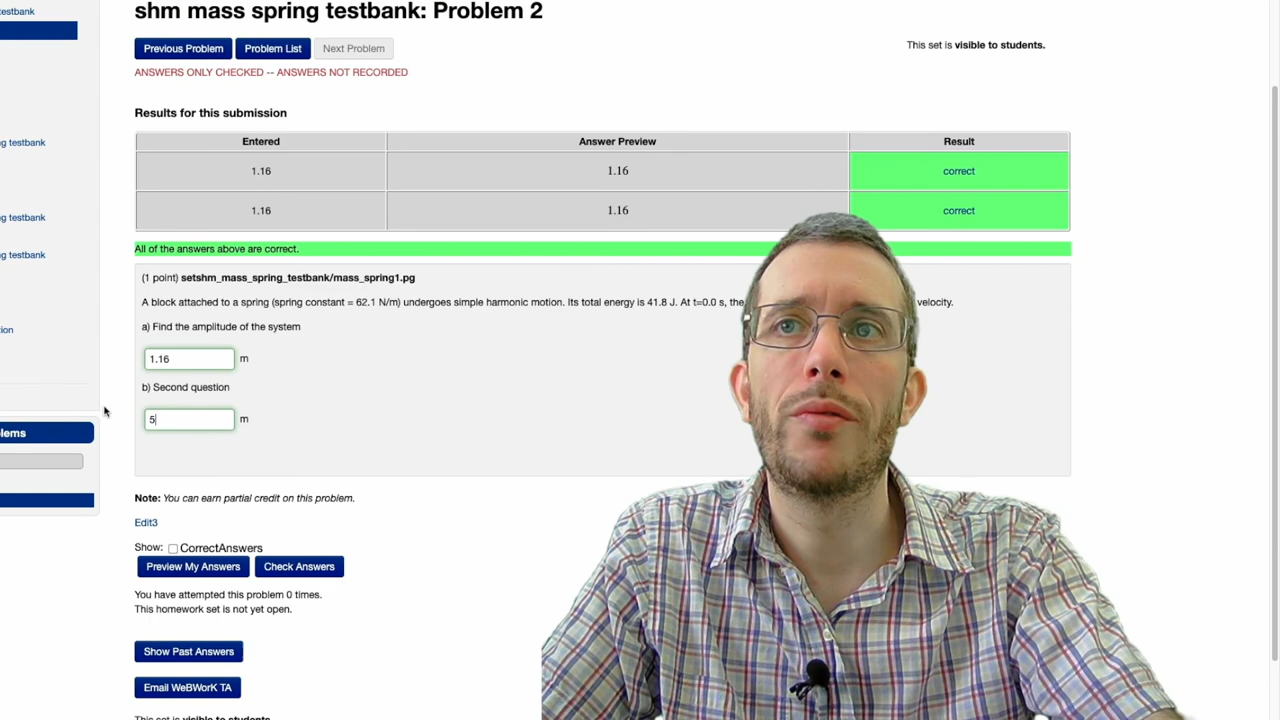 testbank
shm mass spring testbank: Problem 2
Previous Problem Problem List Next Problem
This set is visible to students.
ANSWERS ONLY CHECKED -- ANSWERS NOT RECORDED
Results for this submission
Entered Answer Preview Result
1.16 1.16 correct
1.16 1.16 correct
All of the answers above are correct.
(1 point) setshm_mass_spring_testbank/mass_spring1.pg
A block attached to a spring (spring constant = 62.1 N/m) undergoes simple harmonic motion. Its total energy is 41.8 J. At t=0.0 s, the velocity.
a) Find the amplitude of the system
1.16 m
b) Second question
5 m
Note: You can earn partial credit on this problem.
Edit3
Show: CorrectAnswers
Preview My Answers Check Answers
You have attempted this problem 0 times.
This homework set is not yet open.
Show Past Answers
Email WeBWorK TA
This set is visible to students.
g testbank
g testbank
g testbank
ion
lems